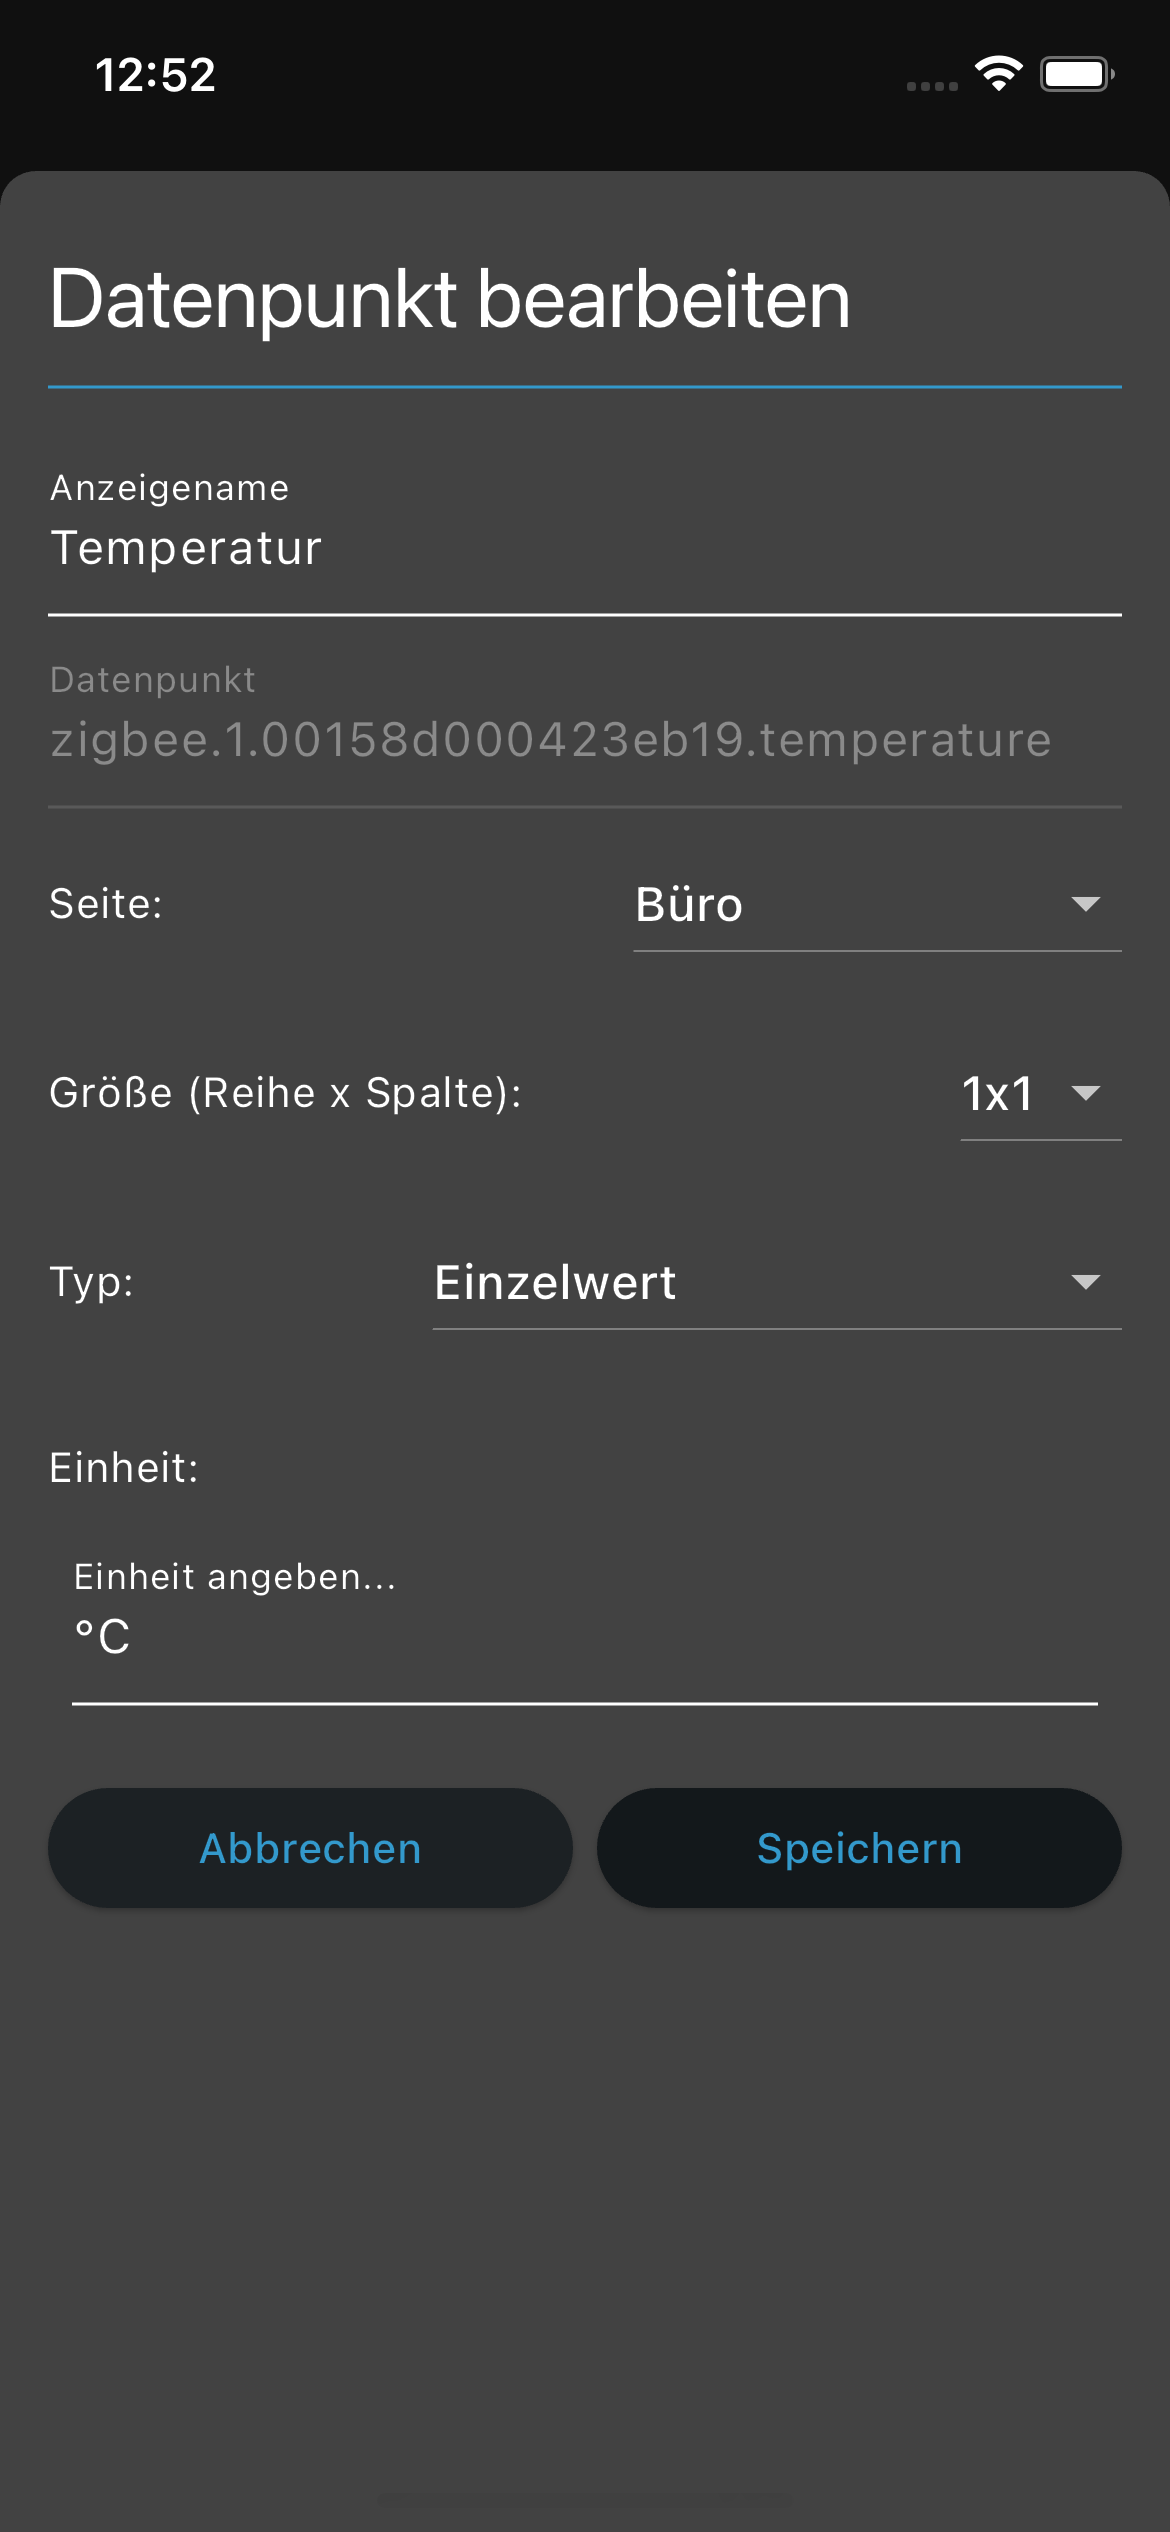 12:52
Datenpunkt bearbeiten
Anzeigename
Temperatur
Datenpunkt
zigbee.1.00158d000423eb19.temperature
Seite: Büro
Größe (Reihe x Spalte): 1x1
Typ: Einzelwert
Einheit:
Einheit angeben...
°C
Abbrechen Speichern